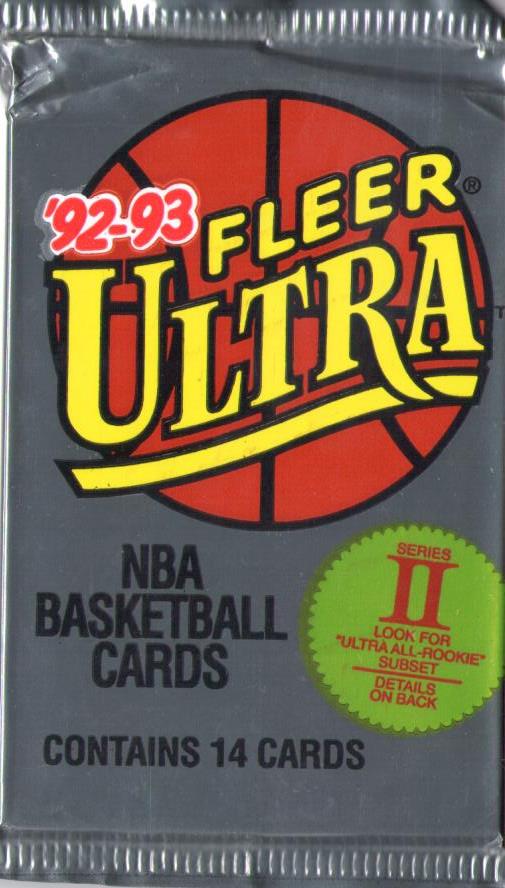 '92-93
FLEER®
ULTRA
NBA
BASKETBALL
CARDS
SERIES
II
LOOK FOR
"ULTRA ALL-ROOKIE"
SUBSET
DETAILS
ON BACK
CONTAINS 14 CARDS